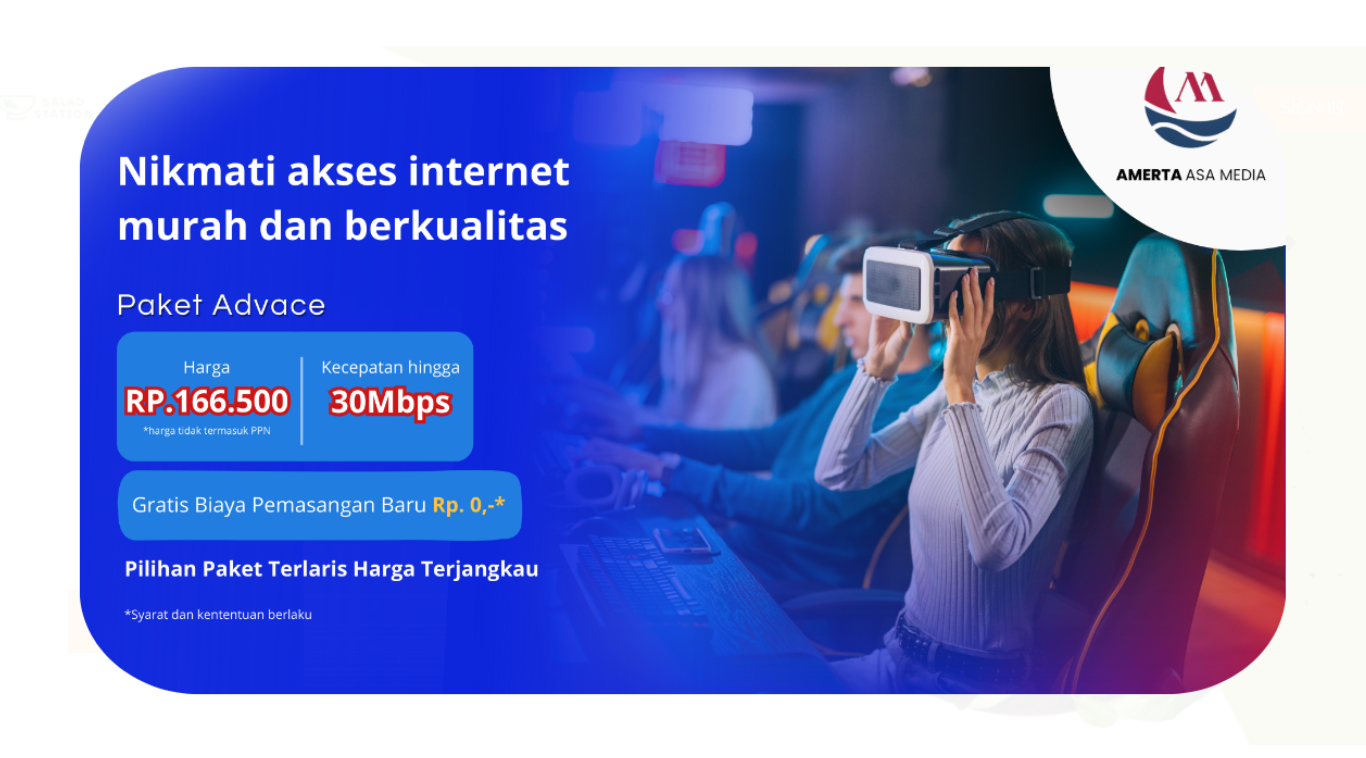 AMERTA ASA MEDIA
Nikmati akses internet
murah dan berkualitas
Paket Advace
Harga
RP.166.500
*harga tidak termasuk PPN
Kecepatan hingga
30Mbps
Gratis Biaya Pemasangan Baru Rp. 0,-*
Pilihan Paket Terlaris Harga Terjangkau
*Syarat dan kententuan berlaku